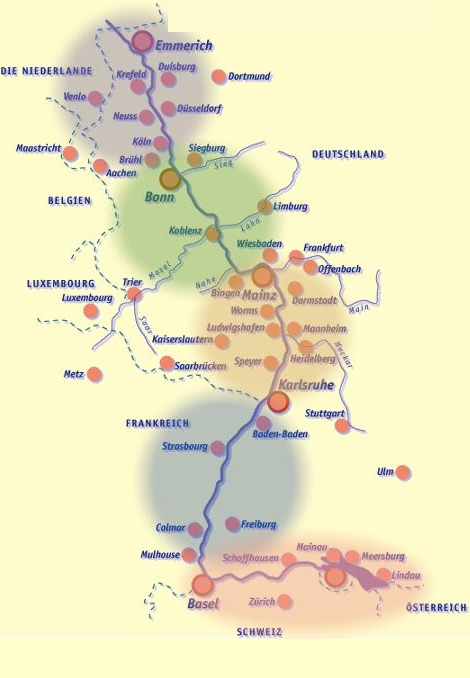 Emmerich
Duisburg
DIE NIEDERLANDE
Krefeld
Dortmund
Venlo
Düsseldorf
Neuss
Köln
Maastricht
Siegburg
Brühl
DEUTSCHLAND
Sieg
Aachen
Bonn
BELGIEN
Limburg
Lahn
Koblenz
Wiesbaden
Frankfurt
Offenbach
Mosel
Nahe
LUXEMBOURG
Trier
Bingen
Mainz
Luxembourg
Darmstadt
Main
Worms
Saar
Ludwigshafen
Mannheim
Kaiserslautern
Neckar
Heidelberg
Speyer
Saarbrücken
Metz
Karlsruhe
Stuttgart
FRANKREICH
Baden-Baden
Strasbourg
Ulm
Colmar
Freiburg
Mainau
Mulhouse
Schaffhausen
Meersburg
Lindau
Basel
Zürich
ÖSTERREICH
SCHWEIZ